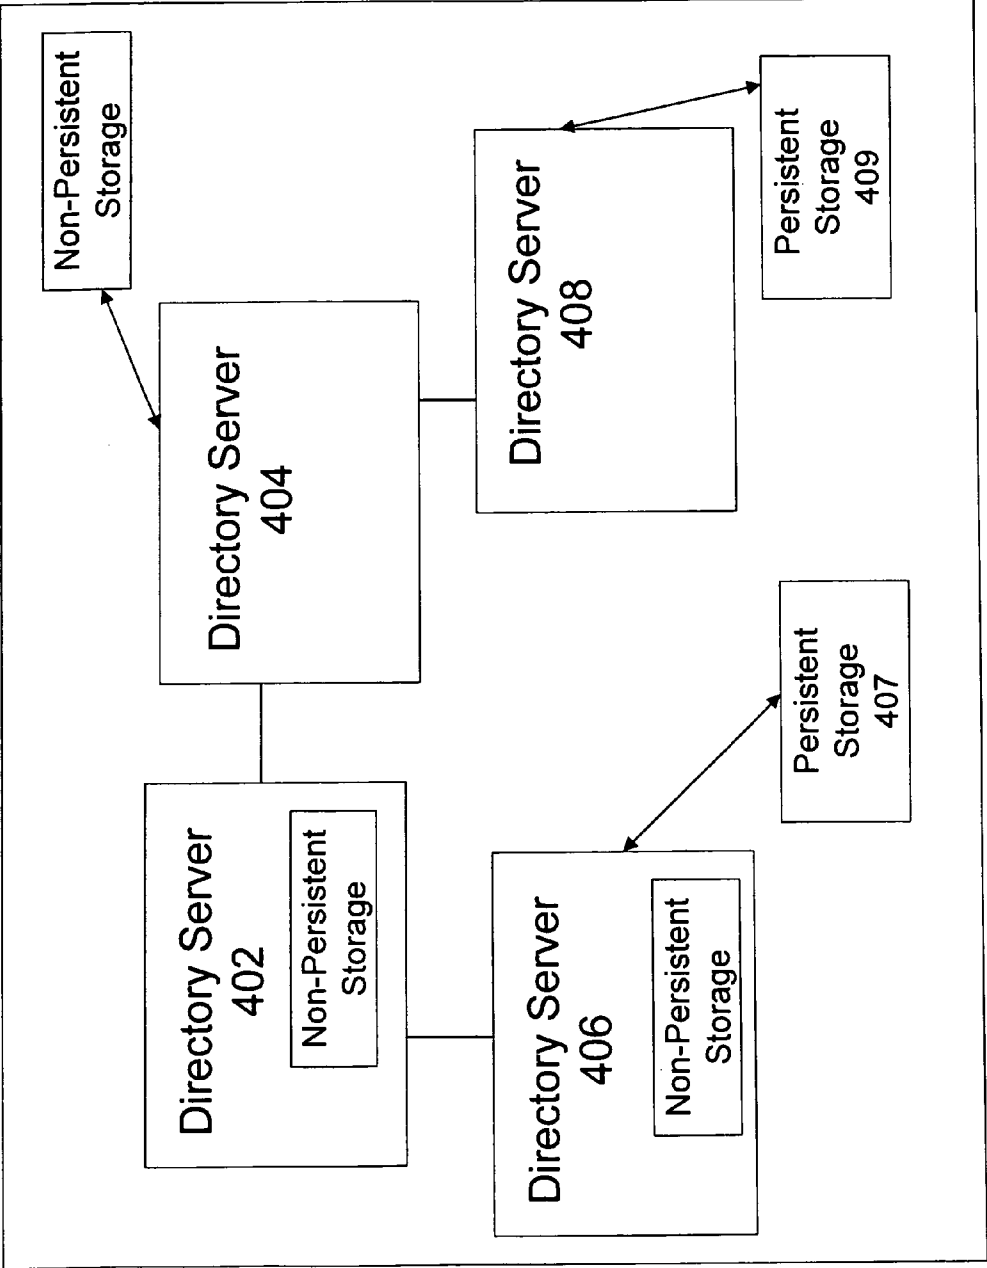 Directory Server
402
Non-Persistent
Storage
Directory Server
404
Non-Persistent
Storage
Directory Server
406
Non-Persistent
Storage
Persistent
Storage
407
Directory Server
408
Persistent
Storage
409